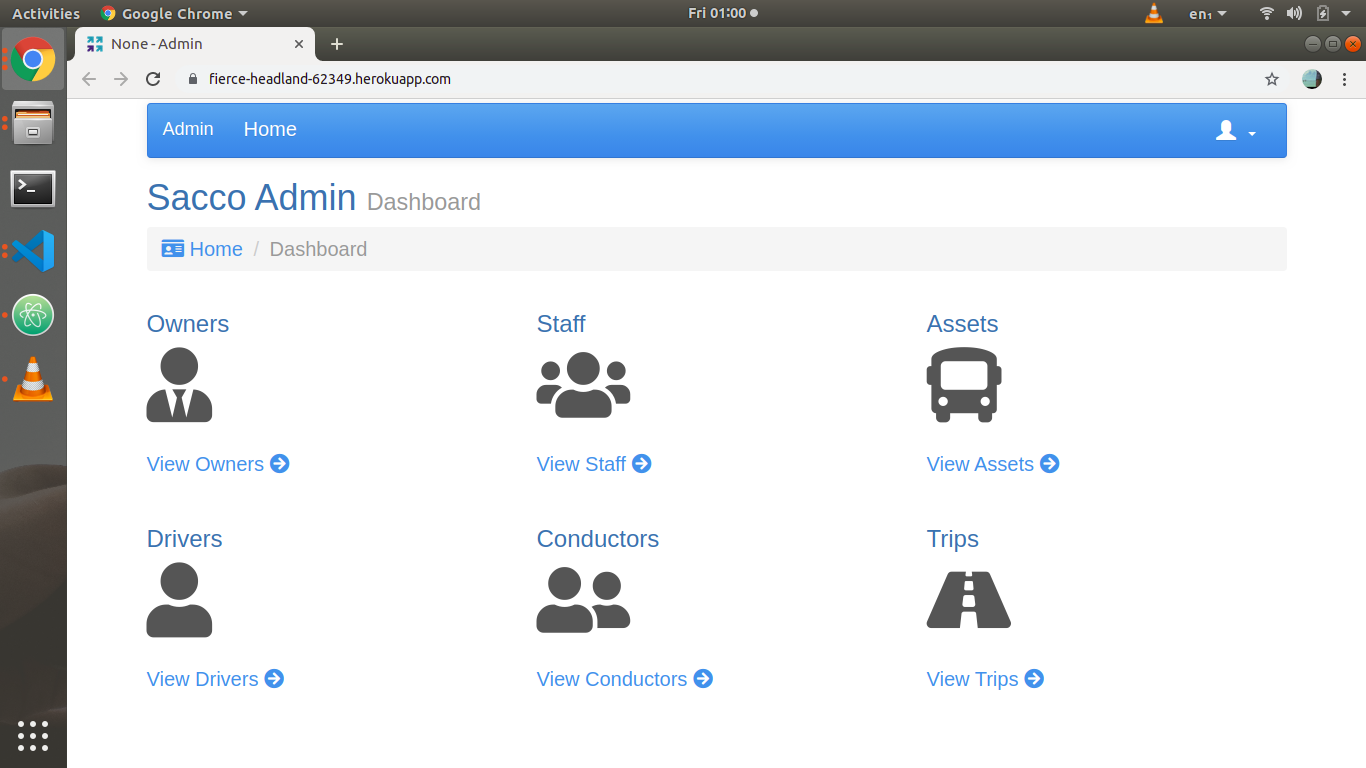 Activities Google Chrome Fri 01:00 en₁
None - Admin
fierce-headland-62349.herokuapp.com
Admin Home
Sacco Admin Dashboard
Home / Dashboard
Owners Staff Assets
View Owners View Staff View Assets
Drivers Conductors Trips
View Drivers View Conductors View Trips